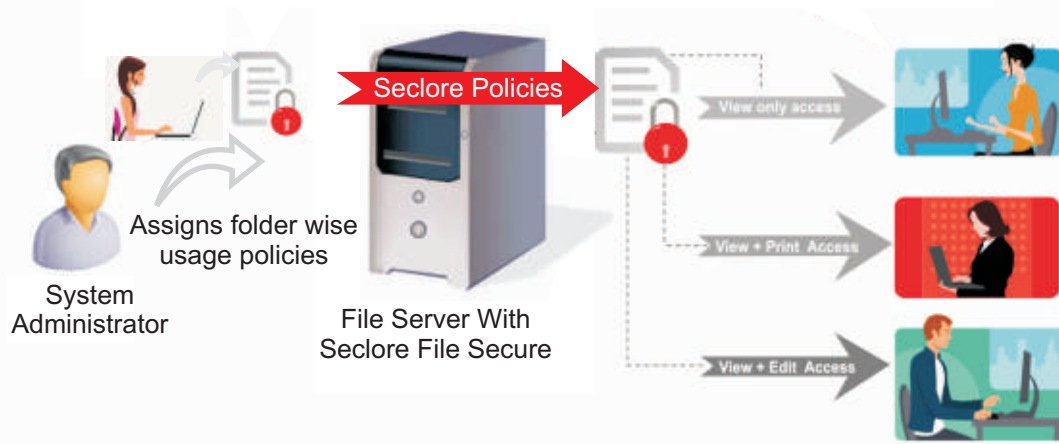 Seclore Policies
View only access
Assigns folder wise
usage policies
System
Administrator
View + Print Access
File Server With
Seclore File Secure
View + Edit Access